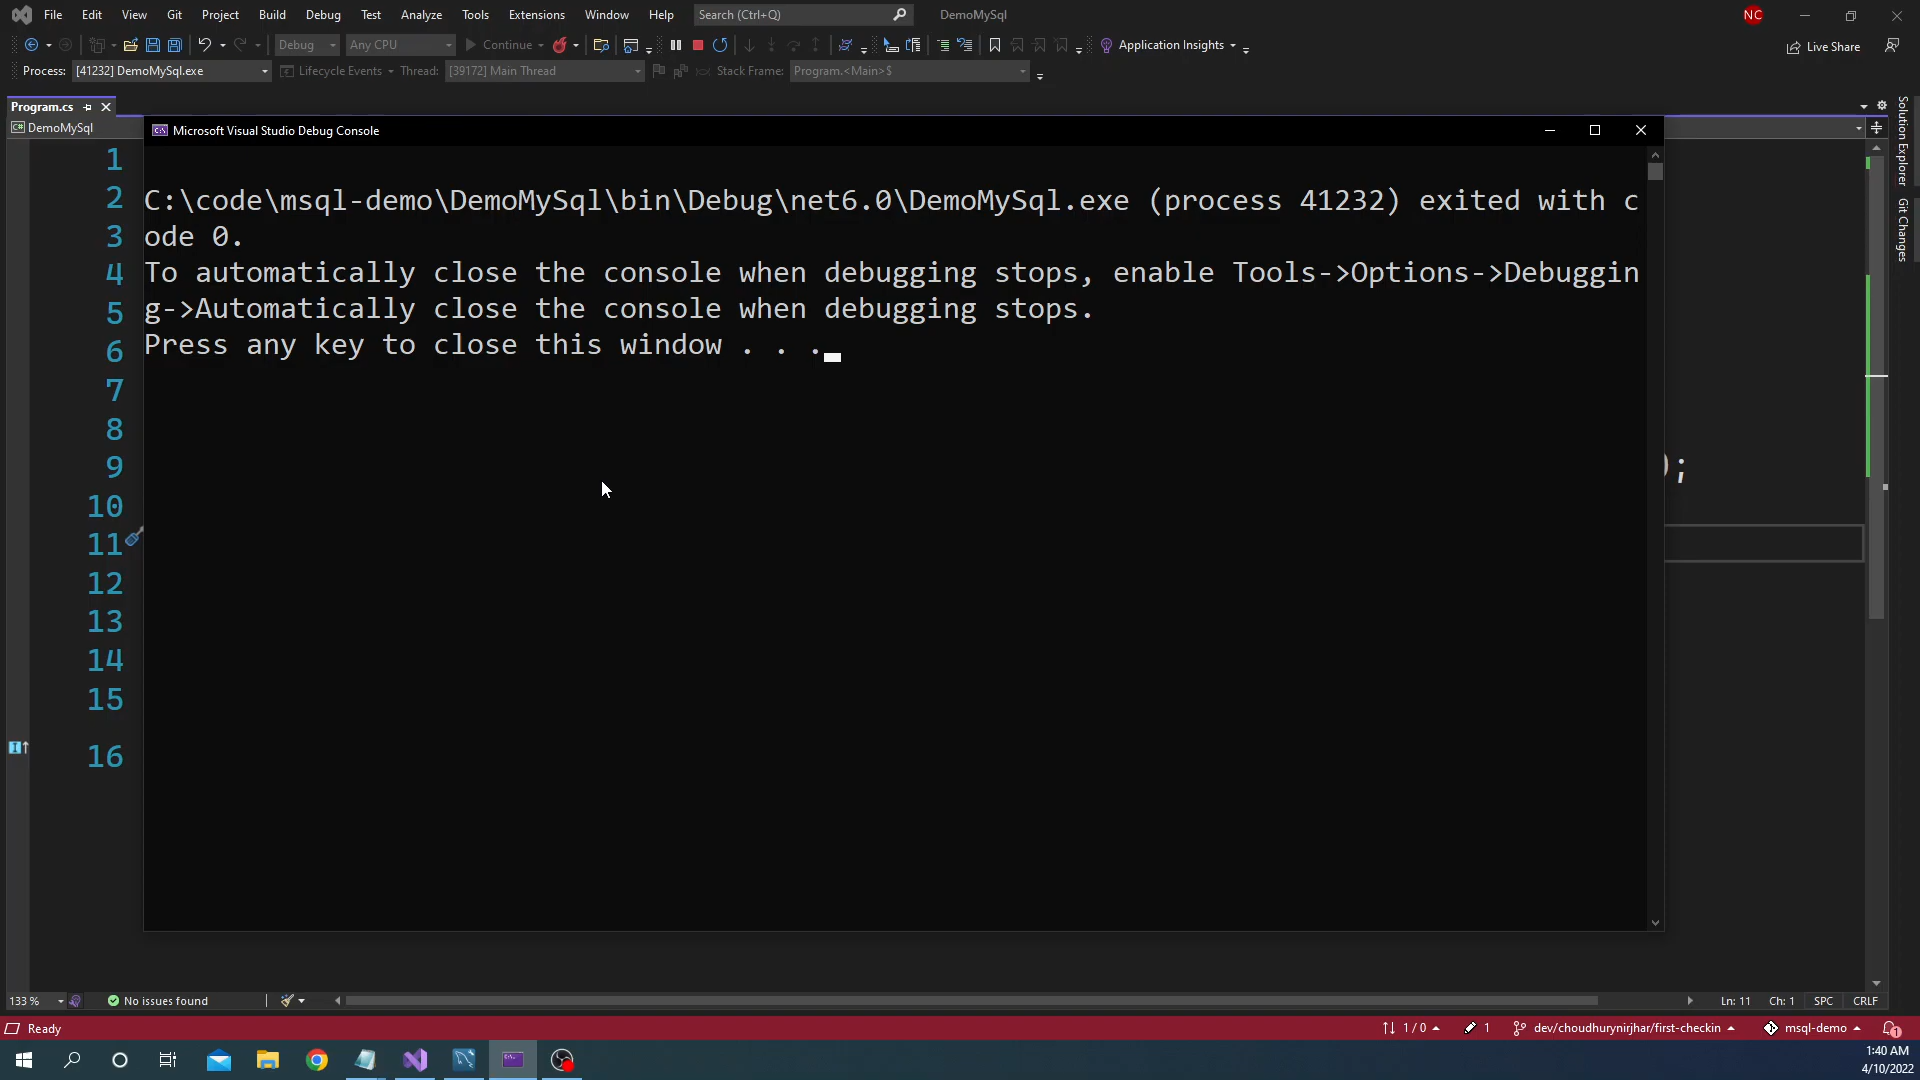 File Edit View Git Project Build Debug Test Analyze Tools Extensions Window Help Search (Ctrl+Q) DemoMySql NC
Debug Any CPU Continue Application Insights Live Share
Process: [41232] DemoMySql.exe Lifecycle Events Thread: [39172] Main Thread Stack Frame: Program.<Main>$
Program.cs
DemoMySql
Microsoft Visual Studio Debug Console
Solution Explorer
Git Changes
1
2
3
4
5
6
7
8
9
10
11
12
13
14
15
16
C:\code\msql-demo\DemoMySql\bin\Debug\net6.0\DemoMySql.exe (process 41232) exited with c
ode 0.
To automatically close the console when debugging stops, enable Tools->Options->Debuggin
g->Automatically close the console when debugging stops.
Press any key to close this window . . .
);
133 % No issues found Ln: 11 Ch: 1 SPC CRLF
Ready 1 / 0 1 dev/choudhurynirjhar/first-checkin msql-demo 1
1:40 AM
4/10/2022